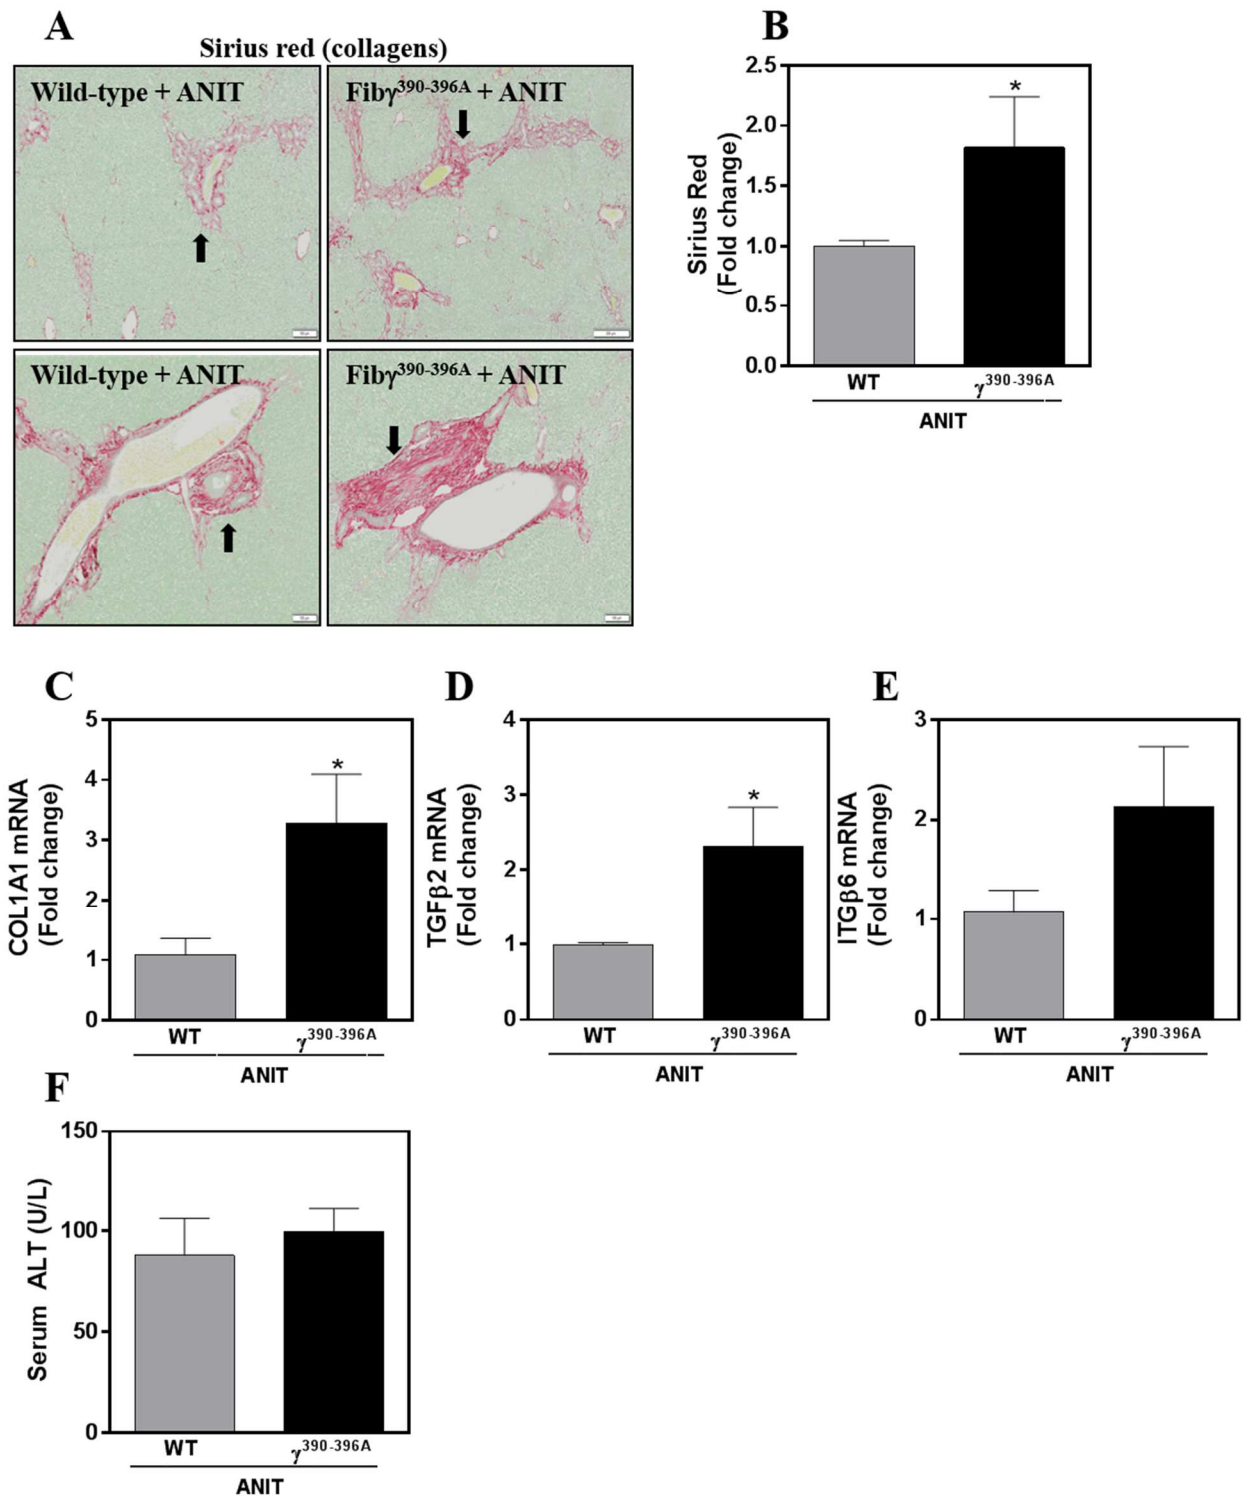 A
Sirius red (collagens)
Wild-type + ANIT
Fibγ390-396A + ANIT
Wild-type + ANIT
Fibγ390-396A + ANIT
B
Sirius Red
(Fold change)
2.5
2.0
1.5
1.0
0.5
0.0
*
WT
γ390-396A
ANIT
C
COL1A1 mRNA
(Fold change)
5
4
3
2
1
0
*
WT
γ390-396A
ANIT
D
TGFβ2 mRNA
(Fold change)
4
3
2
1
0
*
WT
γ390-396A
ANIT
E
ITGβ6 mRNA
(Fold change)
3
2
1
0
WT
γ390-396A
ANIT
F
Serum ALT (U/L)
150
100
50
0
WT
γ390-396A
ANIT